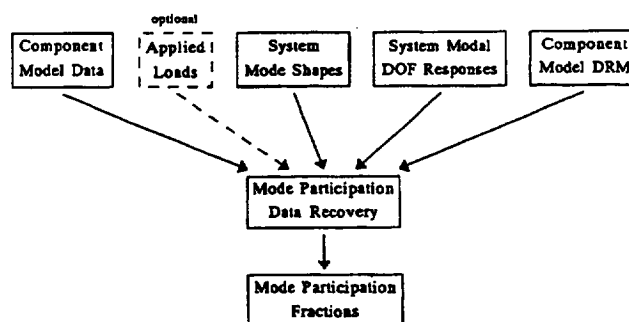 optional
Component
Model Data
Applied
Loads
System
Mode Shapes
System Modal
DOF Responses
Component
Model DRM
Mode Participation
Data Recovery
Mode Participation
Fractions